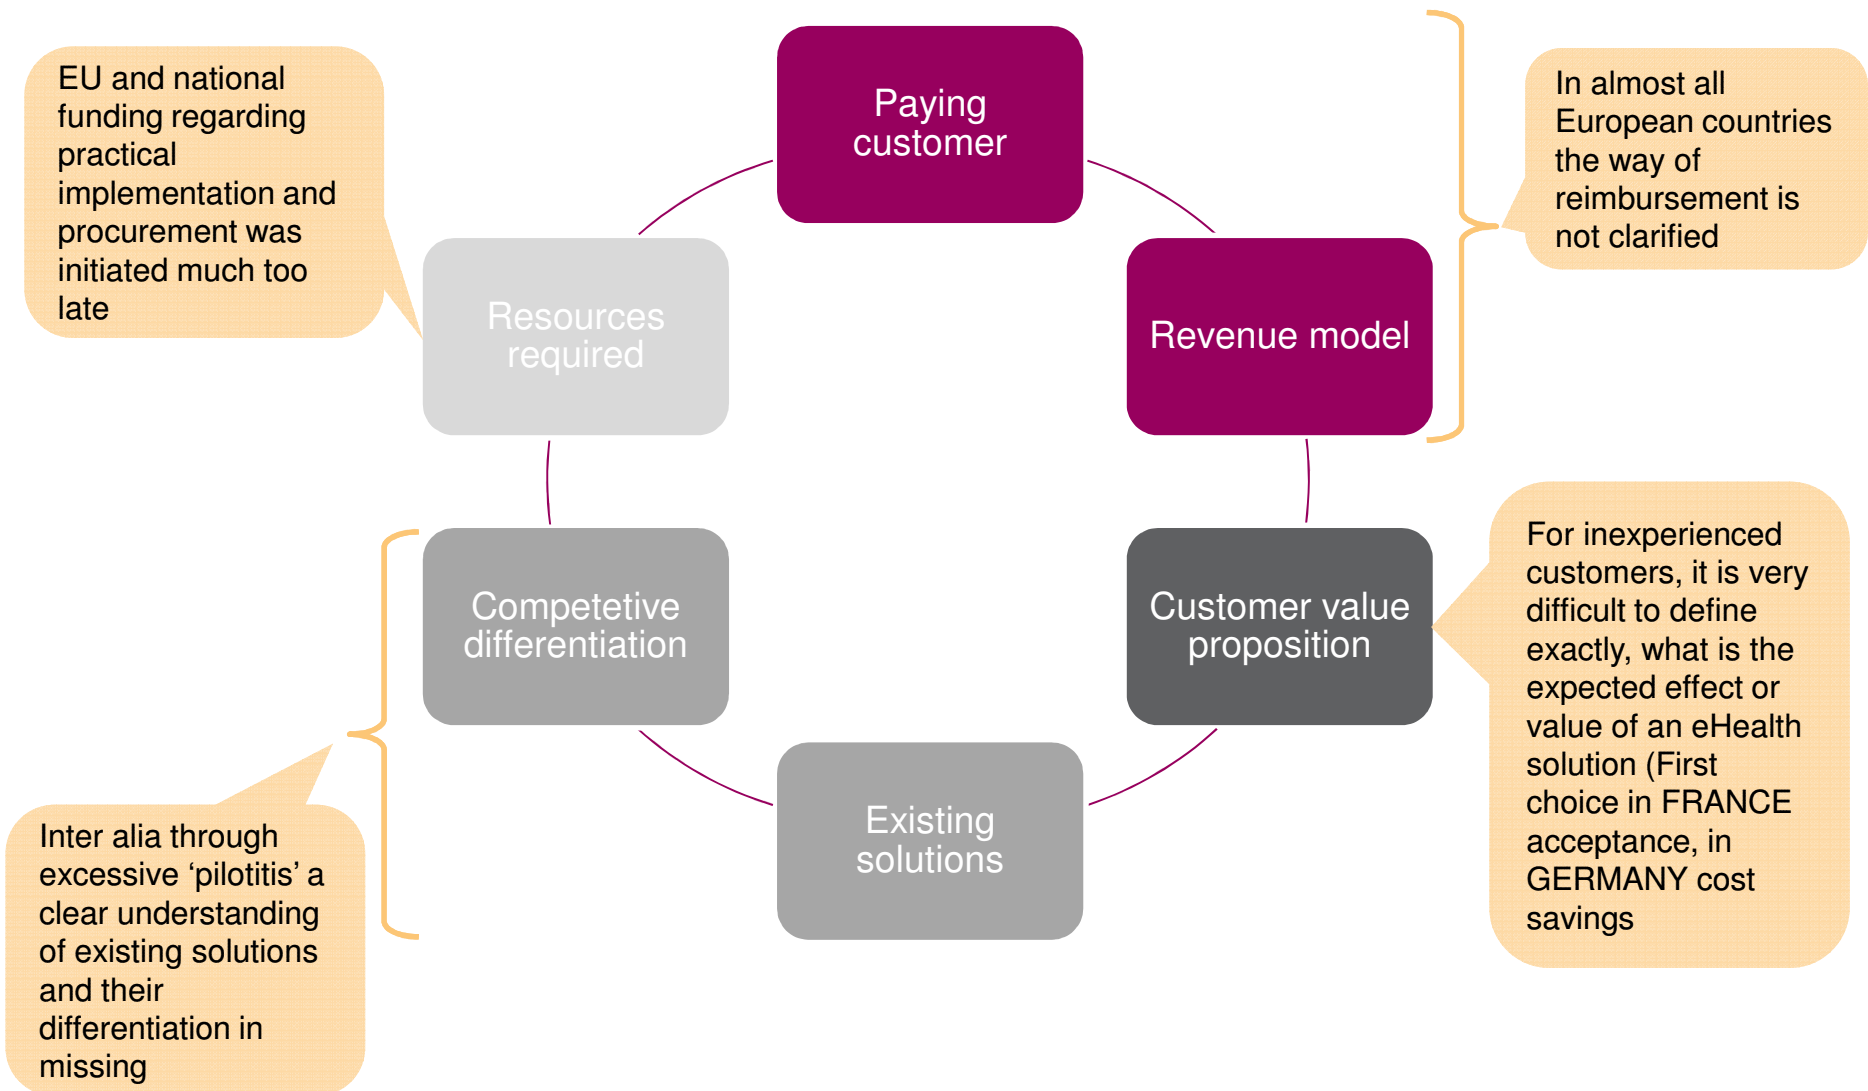 EU and national
funding regarding
practical
implementation and
procurement was
initiated much too
late
Paying
customer
In almost all
European countries
the way of
reimbursement is
not clarified
Resources
required
Revenue model
Competetive
differentiation
Customer value
proposition
For inexperienced
customers, it is very
difficult to define
exactly, what is the
expected effect or
value of an eHealth
solution (First
choice in FRANCE
acceptance, in
GERMANY cost
savings
Existing
solutions
Inter alia through
excessive ‘pilotitis’ a
clear understanding
of existing solutions
and their
differentiation in
missing